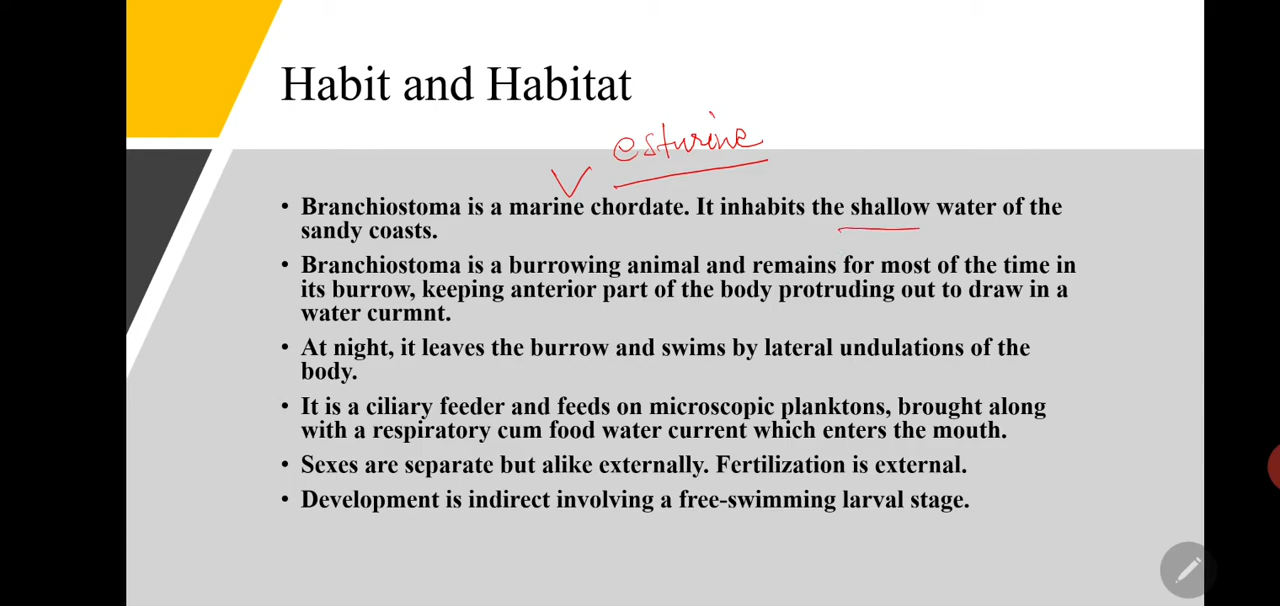 Habit and Habitat
esturine
• Branchiostoma is a marine chordate. It inhabits the shallow water of the
sandy coasts.
• Branchiostoma is a burrowing animal and remains for most of the time in
its burrow, keeping anterior part of the body protruding out to draw in a
water curmnt.
• At night, it leaves the burrow and swims by lateral undulations of the
body.
• It is a ciliary feeder and feeds on microscopic planktons, brought along
with a respiratory cum food water current which enters the mouth.
• Sexes are separate but alike externally. Fertilization is external.
• Development is indirect involving a free-swimming larval stage.